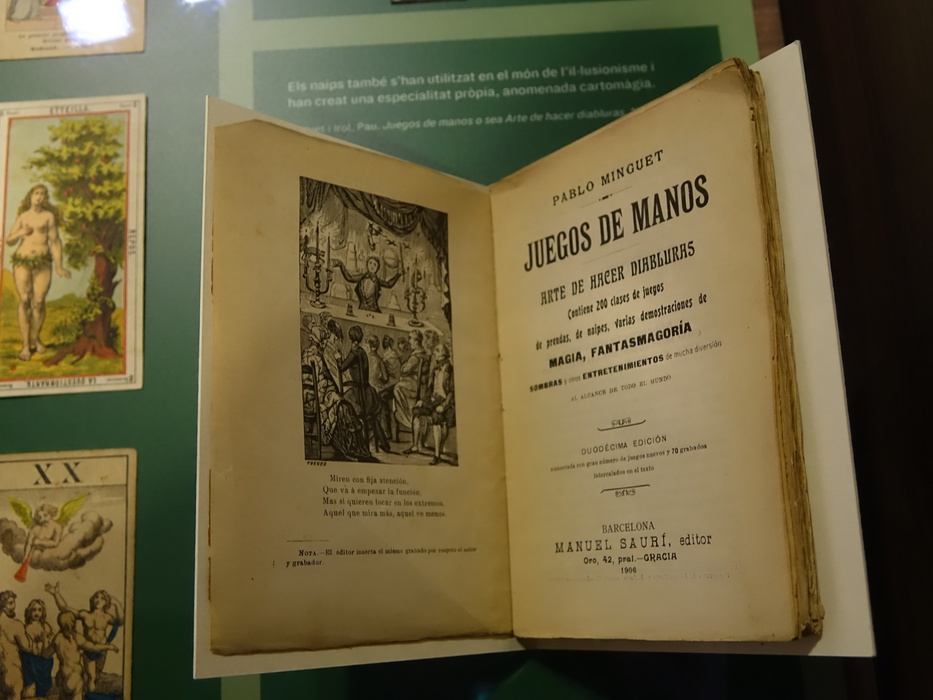 Els naips també s'han utilitzat en el món de l'il·lusionisme i
han creat una especialitat pròpia, anomenada cartomàgia.
i Irol, Pau. Juegos de manos o sea Arte de hacer diabluras.
ETTEILLA
REPOS
LA QUESTIONNANTE
XX
Miren con fija atención,
Que va à empezar la función,
Mas si quieren tocar en los extremos,
Aquel que mira más, aquel ve menos.
NOTA.—El editor inserta el mismo grabado por respeto al autor
y grabador.
PABLO MINGUET
JUEGOS DE MANOS
ARTE DE HACER DIABLURAS
Contiene 200 clases de juegos
de prendas, de naipes, varias demostraciones de
MAGIA, FANTASMAGORÍA
SOMBRAS y otros ENTRETENIMIENTOS de mucha diversión
AL ALCANCE DE TODO EL MUNDO
DUODÉCIMA EDICIÓN
aumentada con gran número de juegos nuevos y 70 grabados
intercalados en el texto
BARCELONA
MANUEL SAURÍ, editor
Oro, 42, pral.—GRACIA
1906